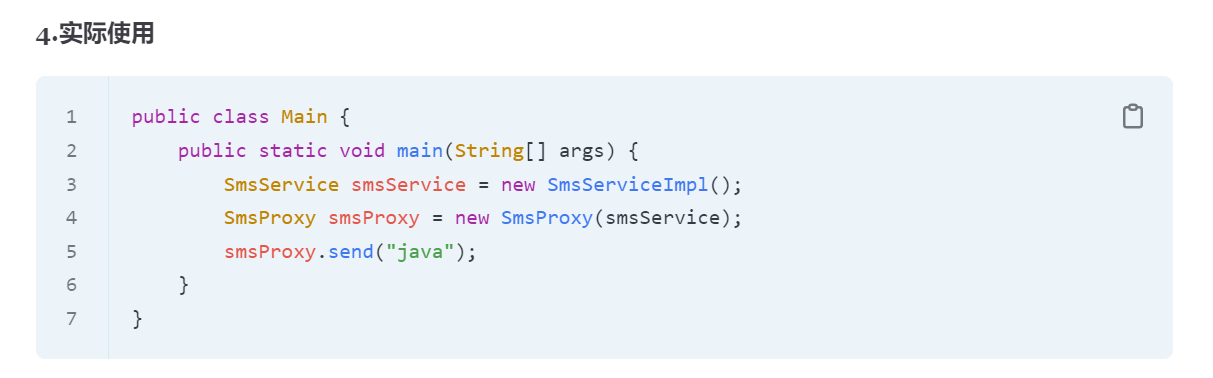 4.实际使用
1 public class Main {
2     public static void main(String[] args) {
3         SmsService smsService = new SmsServiceImpl();
4         SmsProxy smsProxy = new SmsProxy(smsService);
5         smsProxy.send("java");
6     }
7 }